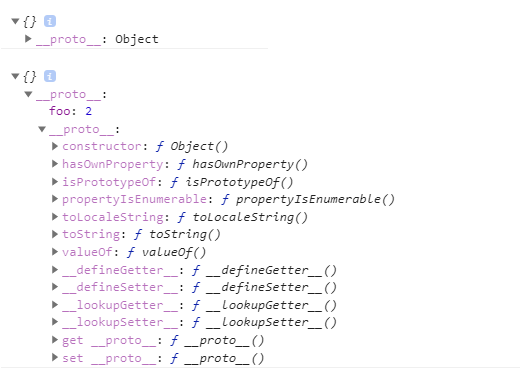 ▼{} i
▶__proto__: Object
▼{} i
▼__proto__:
foo: 2
▼__proto__:
▶constructor: ƒ Object()
▶hasOwnProperty: ƒ hasOwnProperty()
▶isPrototypeOf: ƒ isPrototypeOf()
▶propertyIsEnumerable: ƒ propertyIsEnumerable()
▶toLocaleString: ƒ toLocaleString()
▶toString: ƒ toString()
▶valueOf: ƒ valueOf()
▶__defineGetter__: ƒ __defineGetter__()
▶__defineSetter__: ƒ __defineSetter__()
▶__lookupGetter__: ƒ __lookupGetter__()
▶__lookupSetter__: ƒ __lookupSetter__()
▶get __proto__: ƒ __proto__()
▶set __proto__: ƒ __proto__()